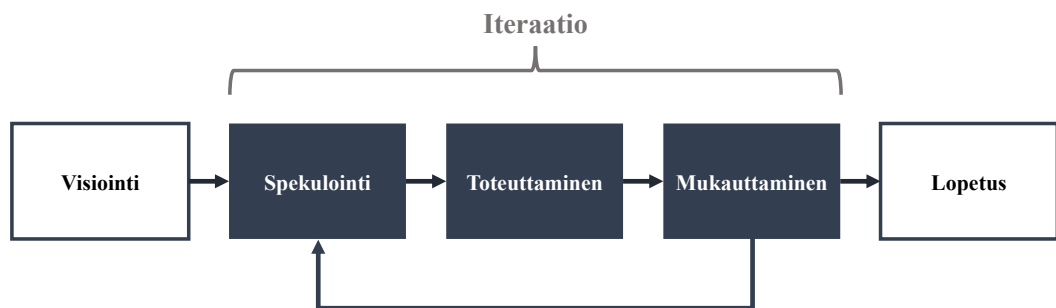 Iteraatio
Visiointi
Spekulointi
Toteuttaminen
Mukauttaminen
Lopetus